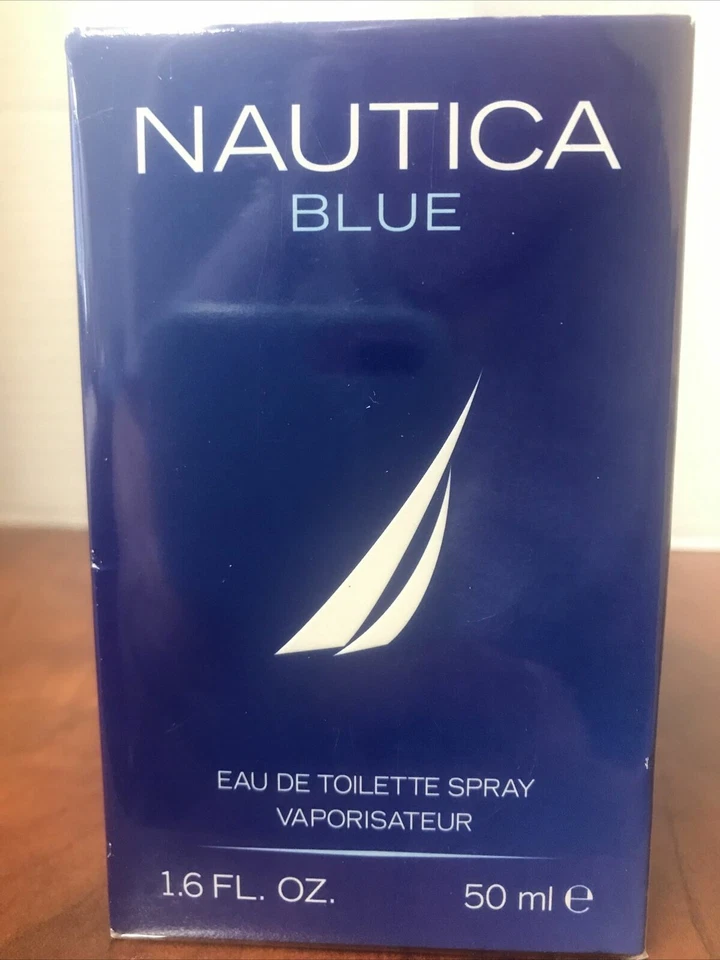 NAUTICA
BLUE
EAU DE TOILETTE SPRAY
VAPORISATEUR
1.6 FL. OZ. 50 ml ℮